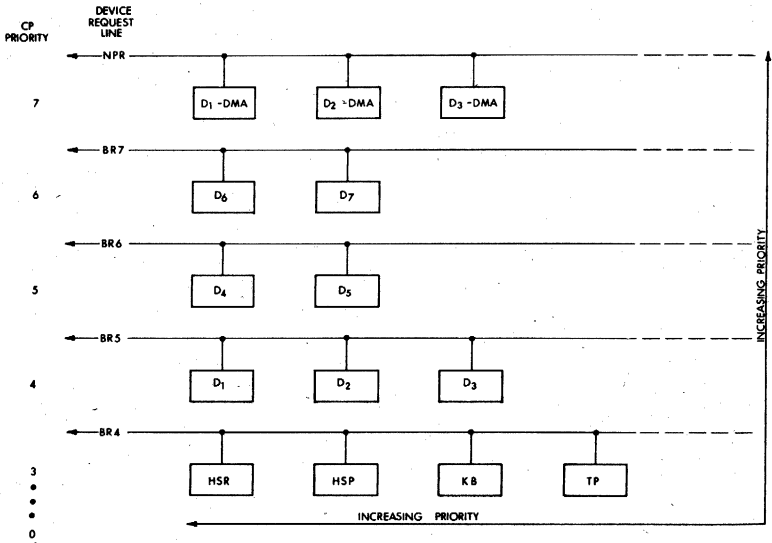 CP
PRIORITY
DEVICE
REQUEST
LINE
NPR
7
D1 -DMA
D2 -DMA
D3 -DMA
BR7
6
D6
D7
BR6
5
D4
D5
BR5
4
D1
D2
D3
BR4
3
HSR
HSP
KB
TP
0
INCREASING PRIORITY
INCREASING PRIORITY